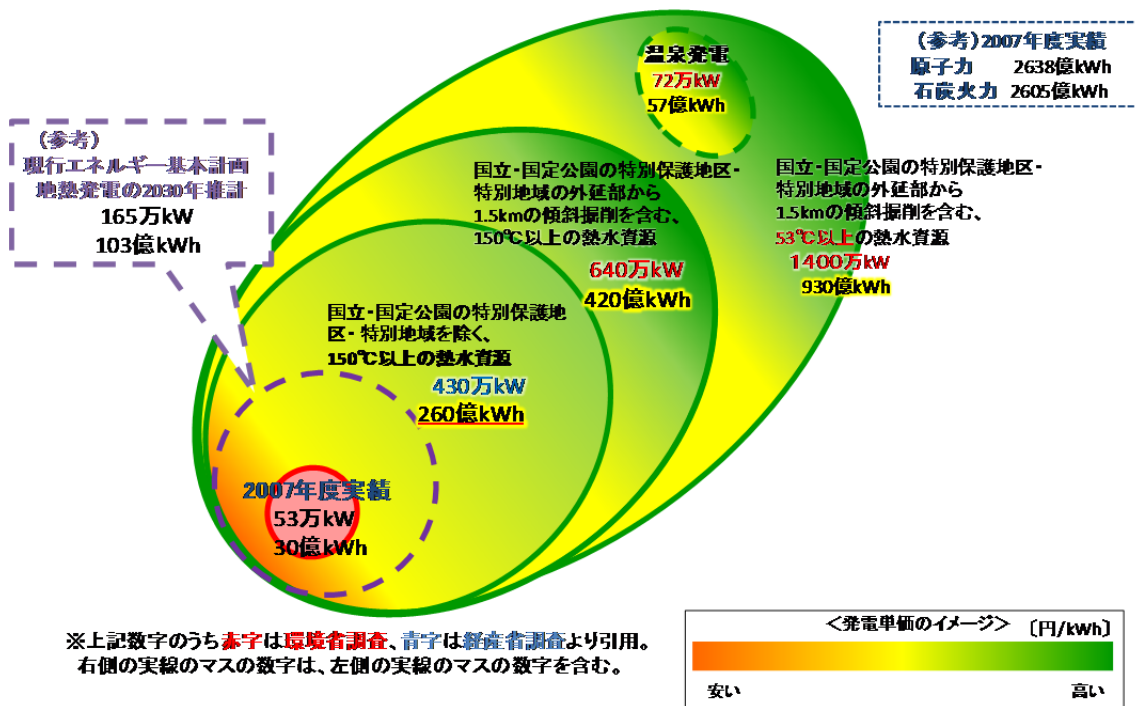 温泉発電
72万kW
57億kWh
(参考)2007年度実績
原子力 2638億kWh
石炭火力 2605億kWh
(参考)
現行エネルギー基本計画
地熱発電の2030年推計
165万kW
103億kWh
国立・国定公園の特別保護地区・
特別地域の外延部から
1.5kmの傾斜掘削を含む、
150℃以上の熱水資源
640万kW
420億kWh
国立・国定公園の特別保護地区・
特別地域の外延部から
1.5kmの傾斜掘削を含む、
53℃以上の熱水資源
1400万kW
930億kWh
国立・国定公園の特別保護地
区・特別地域を除く、
150℃以上の熱水資源
430万kW
260億kWh
2007年度実績
53万kW
30億kWh
※上記数字のうち赤字は環境省調査、青字は経産省調査より引用。
右側の実線のマスの数字は、左側の実線のマスの数字を含む。
<発電単価のイメージ> [円/kWh]
安い 高い